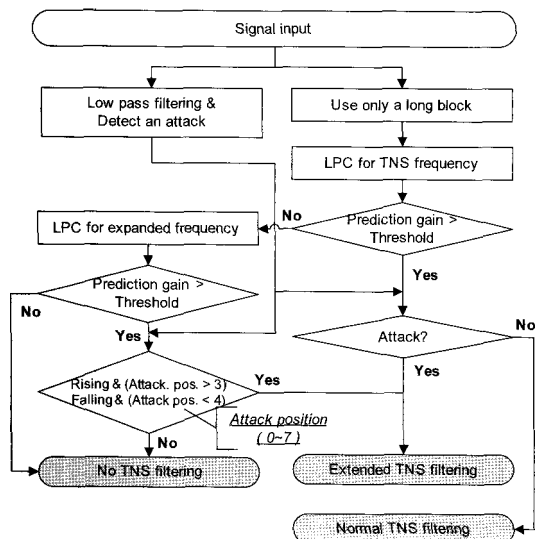 Signal input
Low pass filtering &
Detect an attack
Use only a long block
LPC for TNS frequency
No
Prediction gain >
Threshold
LPC for expanded frequency
Yes
Prediction gain >
Threshold
No
Yes
Attack?
No
Yes
Rising & (Attack. pos. > 3)
Falling & (Attack pos. < 4)
Yes
Attack position
( 0~7 )
No
No TNS filtering
Extended TNS filtering
Normal TNS filtering